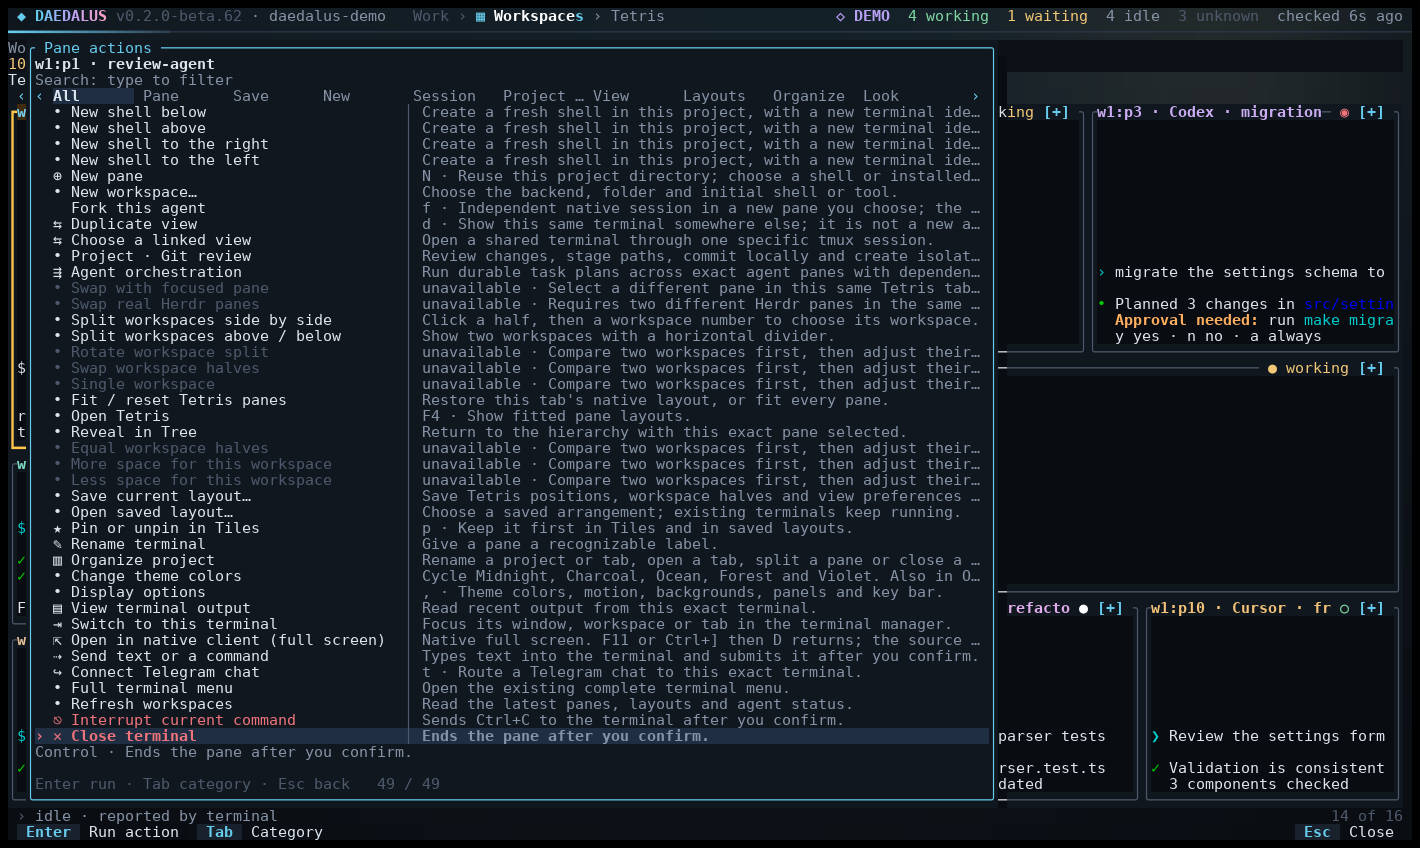 ◆ DAEDALUS v0.2.0-beta.62 · daedalus-demo   Work › ▦ Workspaces › Tetris   ◇ DEMO  4 working  1 waiting  4 idle  3 unknown  checked 6s ago
Wo  Pane actions
10  w1:p1 · review-agent
Te  Search: type to filter
‹ ‹ All   Pane   Save   New   Session   Project … View   Layouts   Organize   Look   ›
w • New shell below   Create a fresh shell in this project, with a new terminal ide…   king [+]   w1:p3 · Codex · migration ◉ [+]
• New shell above   Create a fresh shell in this project, with a new terminal ide…
• New shell to the right   Create a fresh shell in this project, with a new terminal ide…
• New shell to the left   Create a fresh shell in this project, with a new terminal ide…
⊕ New pane   N · Reuse this project directory; choose a shell or installed…
• New workspace…   Choose the backend, folder and initial shell or tool.
Fork this agent   f · Independent native session in a new pane you choose; the …
⇆ Duplicate view   d · Show this same terminal somewhere else; it is not a new a…
⇆ Choose a linked view   Open a shared terminal through one specific tmux session.
• Project · Git review   Review changes, stage paths, commit locally and create isolat…
⇶ Agent orchestration   Run durable task plans across exact agent panes with dependen…   › migrate the settings schema to
• Swap with focused pane   unavailable · Select a different pane in this same Tetris tab…
• Swap real Herdr panes   unavailable · Requires two different Herdr panes in the same …   • Planned 3 changes in src/settin
• Split workspaces side by side   Click a half, then a workspace number to choose its workspace.   Approval needed: run make migra
• Split workspaces above / below   Show two workspaces with a horizontal divider.   y yes · n no · a always
• Rotate workspace split   unavailable · Compare two workspaces first, then adjust their…
$ • Swap workspace halves   unavailable · Compare two workspaces first, then adjust their…   ● working [+]
• Single workspace   unavailable · Compare two workspaces first, then adjust their…
• Fit / reset Tetris panes   Restore this tab's native layout, or fit every pane.
r • Open Tetris   F4 · Show fitted pane layouts.
t • Reveal in Tree   Return to the hierarchy with this exact pane selected.
• Equal workspace halves   unavailable · Compare two workspaces first, then adjust their…
w • More space for this workspace   unavailable · Compare two workspaces first, then adjust their…
• Less space for this workspace   unavailable · Compare two workspaces first, then adjust their…
• Save current layout…   Save Tetris positions, workspace halves and view preferences …
• Open saved layout…   Choose a saved arrangement; existing terminals keep running.
$ ★ Pin or unpin in Tiles   p · Keep it first in Tiles and in saved layouts.
✎ Rename terminal   Give a pane a recognizable label.
✓ ▥ Organize project   Rename a project or tab, open a tab, split a pane or close a …
✓ • Change theme colors   Cycle Midnight, Charcoal, Ocean, Forest and Violet. Also in O…
• Display options   , · Theme colors, motion, backgrounds, panels and key bar.
F ▤ View terminal output   Read recent output from this exact terminal.   refacto ● [+]   w1:p10 · Cursor · fr ○ [+]
⇥ Switch to this terminal   Focus its window, workspace or tab in the terminal manager.
w ⇱ Open in native client (full screen)   Native full screen. F11 or Ctrl+] then D returns; the source …
⇢ Send text or a command   Types text into the terminal and submits it after you confirm.
↪ Connect Telegram chat   t · Route a Telegram chat to this exact terminal.
• Full terminal menu   Open the existing complete terminal menu.
• Refresh workspaces   Read the latest panes, layouts and agent status.
⎋ Interrupt current command   Sends Ctrl+C to the terminal after you confirm.
$ › ✕ Close terminal   Ends the pane after you confirm.   parser tests   ❯ Review the settings form
Control · Ends the pane after you confirm.
✓   rser.test.ts   ✓ Validation is consistent
Enter run · Tab category · Esc back   49 / 49   dated   3 components checked
› idle · reported by terminal   14 of 16
Enter Run action   Tab Category   Esc Close